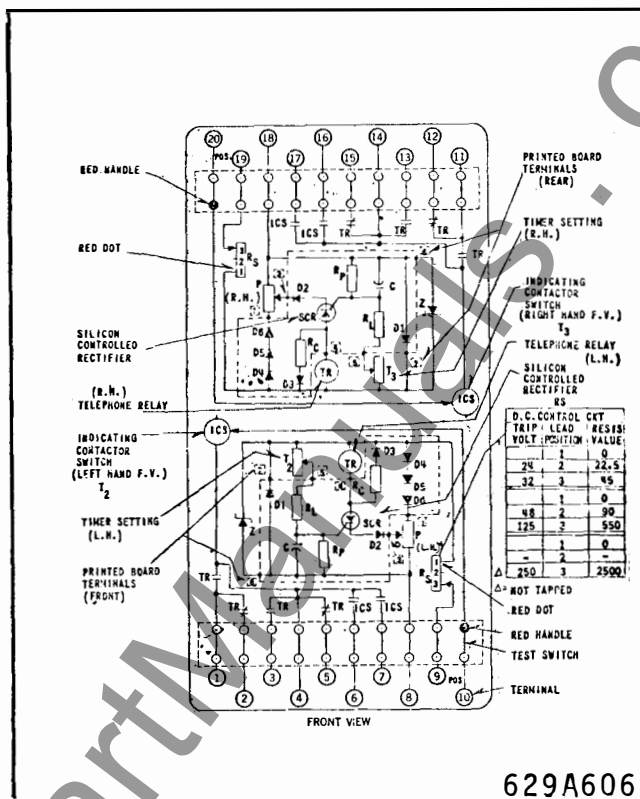 20
18
16
14
12
POS.
19
17
15
13
11
RED HANDLE
PRINTED BOARD
TERMINALS
(REAR)
ICS
ICS
TR
TR
TR
TR
TIMER SETTING
(R.H.)
RED DOT
3
2
1
RS
RP
C
Z
P
(R.H.)
D2
SCR
D1
RL
INDICATING
CONTACTOR
SWITCH
(RIGHT HAND F.V.)
T3
SILICON
CONTROLLED
RECTIFIER
D6
D5
D4
RC
D3
TR
T3
TELEPHONE RELAY
(L.H.)
(R.H.)
TELEPHONE RELAY
ICS
SILICON
CONTROLLED
RECTIFIER
RS
ICS
INDICATING
CONTACTOR
SWITCH
(LEFT HAND F.V.)
T2
T2
TR
D3
D4
D5
D6
RC
D1
RL
Z
SCR
D2
P
(L.H.)
C
RP
RS
1
2
3
D.C. CONTROL CKT
TRIP LEAD RESIS
VOLT POSITION VALUE
1 0
24 2 22.5
32 3 45
1 0
48 2 90
125 3 550
1 0
- 2 -
Δ 250 3 2500
Δ= NOT TAPPED
TIMER SETTING
(L.H.)
PRINTED BOARD
TERMINALS
(FRONT)
TR
TR
TR
TR
ICS
ICS
RED DOT
RED HANDLE
TEST SWITCH
1
3
5
7
9
POS
2
4
6
8
10
TERMINAL
FRONT VIEW
629A606